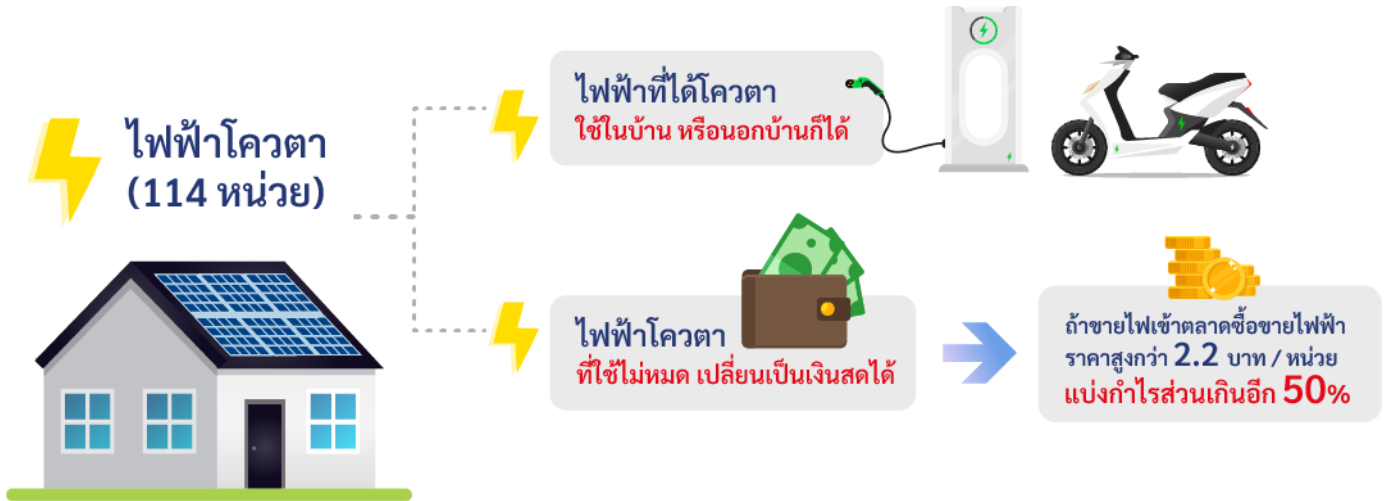 ไฟฟ้าโควตา
(114 หน่วย)
ไฟฟ้าที่ได้โควตา
ใช้ในบ้าน หรือนอกบ้านก็ได้
ไฟฟ้าโควตา
ที่ใช้ไม่หมด เปลี่ยนเป็นเงินสดได้
ถ้าขายไฟเข้าตลาดซื้อขายไฟฟ้า
ราคาสูงกว่า 2.2 บาท / หน่วย
แบ่งกำไรส่วนเกินอีก 50%